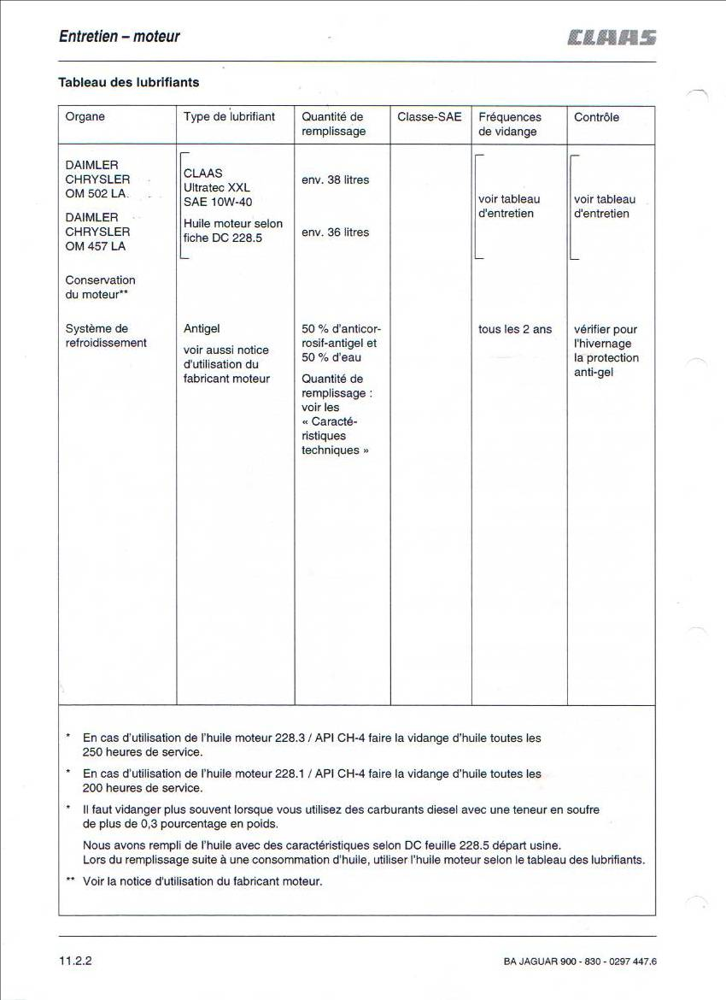 Entretien – moteur
CLAAS
Tableau des lubrifiants
Organe
Type de lubrifiant
Quantité de
remplissage
Classe-SAE
Fréquences
de vidange
Contrôle
DAIMLER
CHRYSLER
OM 502 LA
DAIMLER
CHRYSLER
OM 457 LA
CLAAS
Ultratec XXL
SAE 10W-40
Huile moteur selon
fiche DC 228.5
env. 38 litres
env. 36 litres
voir tableau
d'entretien
voir tableau
d'entretien
Conservation
du moteur**
Système de
refroidissement
Antigel
voir aussi notice
d'utilisation du
fabricant moteur
50 % d'anticor-
rosif-antigel et
50 % d'eau
Quantité de
remplissage :
voir les
« Caracté-
ristiques
techniques »
tous les 2 ans
vérifier pour
l'hivernage
la protection
anti-gel
* En cas d'utilisation de l'huile moteur 228.3 / API CH-4 faire la vidange d'huile toutes les
250 heures de service.
* En cas d'utilisation de l'huile moteur 228.1 / API CH-4 faire la vidange d'huile toutes les
200 heures de service.
* Il faut vidanger plus souvent lorsque vous utilisez des carburants diesel avec une teneur en soufre
de plus de 0,3 pourcentage en poids.
Nous avons rempli de l'huile avec des caractéristiques selon DC feuille 228.5 départ usine.
Lors du remplissage suite à une consommation d'huile, utiliser l'huile moteur selon le tableau des lubrifiants.
** Voir la notice d'utilisation du fabricant moteur.
11.2.2
BA JAGUAR 900 - 830 - 0297 447.6